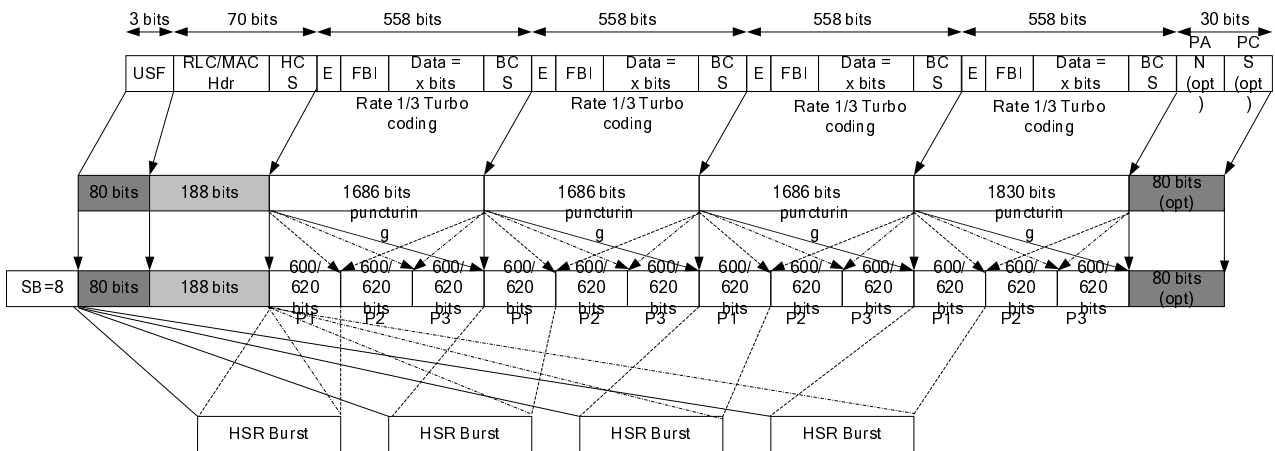 3 bits 70 bits 558 bits 558 bits 558 bits 558 bits 30 bits
USF RLC/MAC Hdr HC S E FBI Data = x bits BC S E FBI Data = x bits BC S E FBI Data = x bits BC S E FBI Data = x bits BC S PA N (opt ) PC S (opt )
Rate 1/3 Turbo coding Rate 1/3 Turbo coding Rate 1/3 Turbo coding Rate 1/3 Turbo coding
80 bits 188 bits 1686 bits 1686 bits 1686 bits 1830 bits 80 bits (opt)
puncturin g puncturin g puncturin g puncturin g
SB=8 80 bits 188 bits 600/ 620 bits 600/ 620 bits 600/ 620 bits 600/ 620 bits 600/ 620 bits 600/ 620 bits 600/ 620 bits 600/ 620 bits 600/ 620 bits 600/ 620 bits 600/ 620 bits 600/ 620 bits 80 bits (opt)
P1 P2 P3 P1 P2 P3 P1 P2 P3 P1 P2 P3
HSR Burst HSR Burst HSR Burst HSR Burst